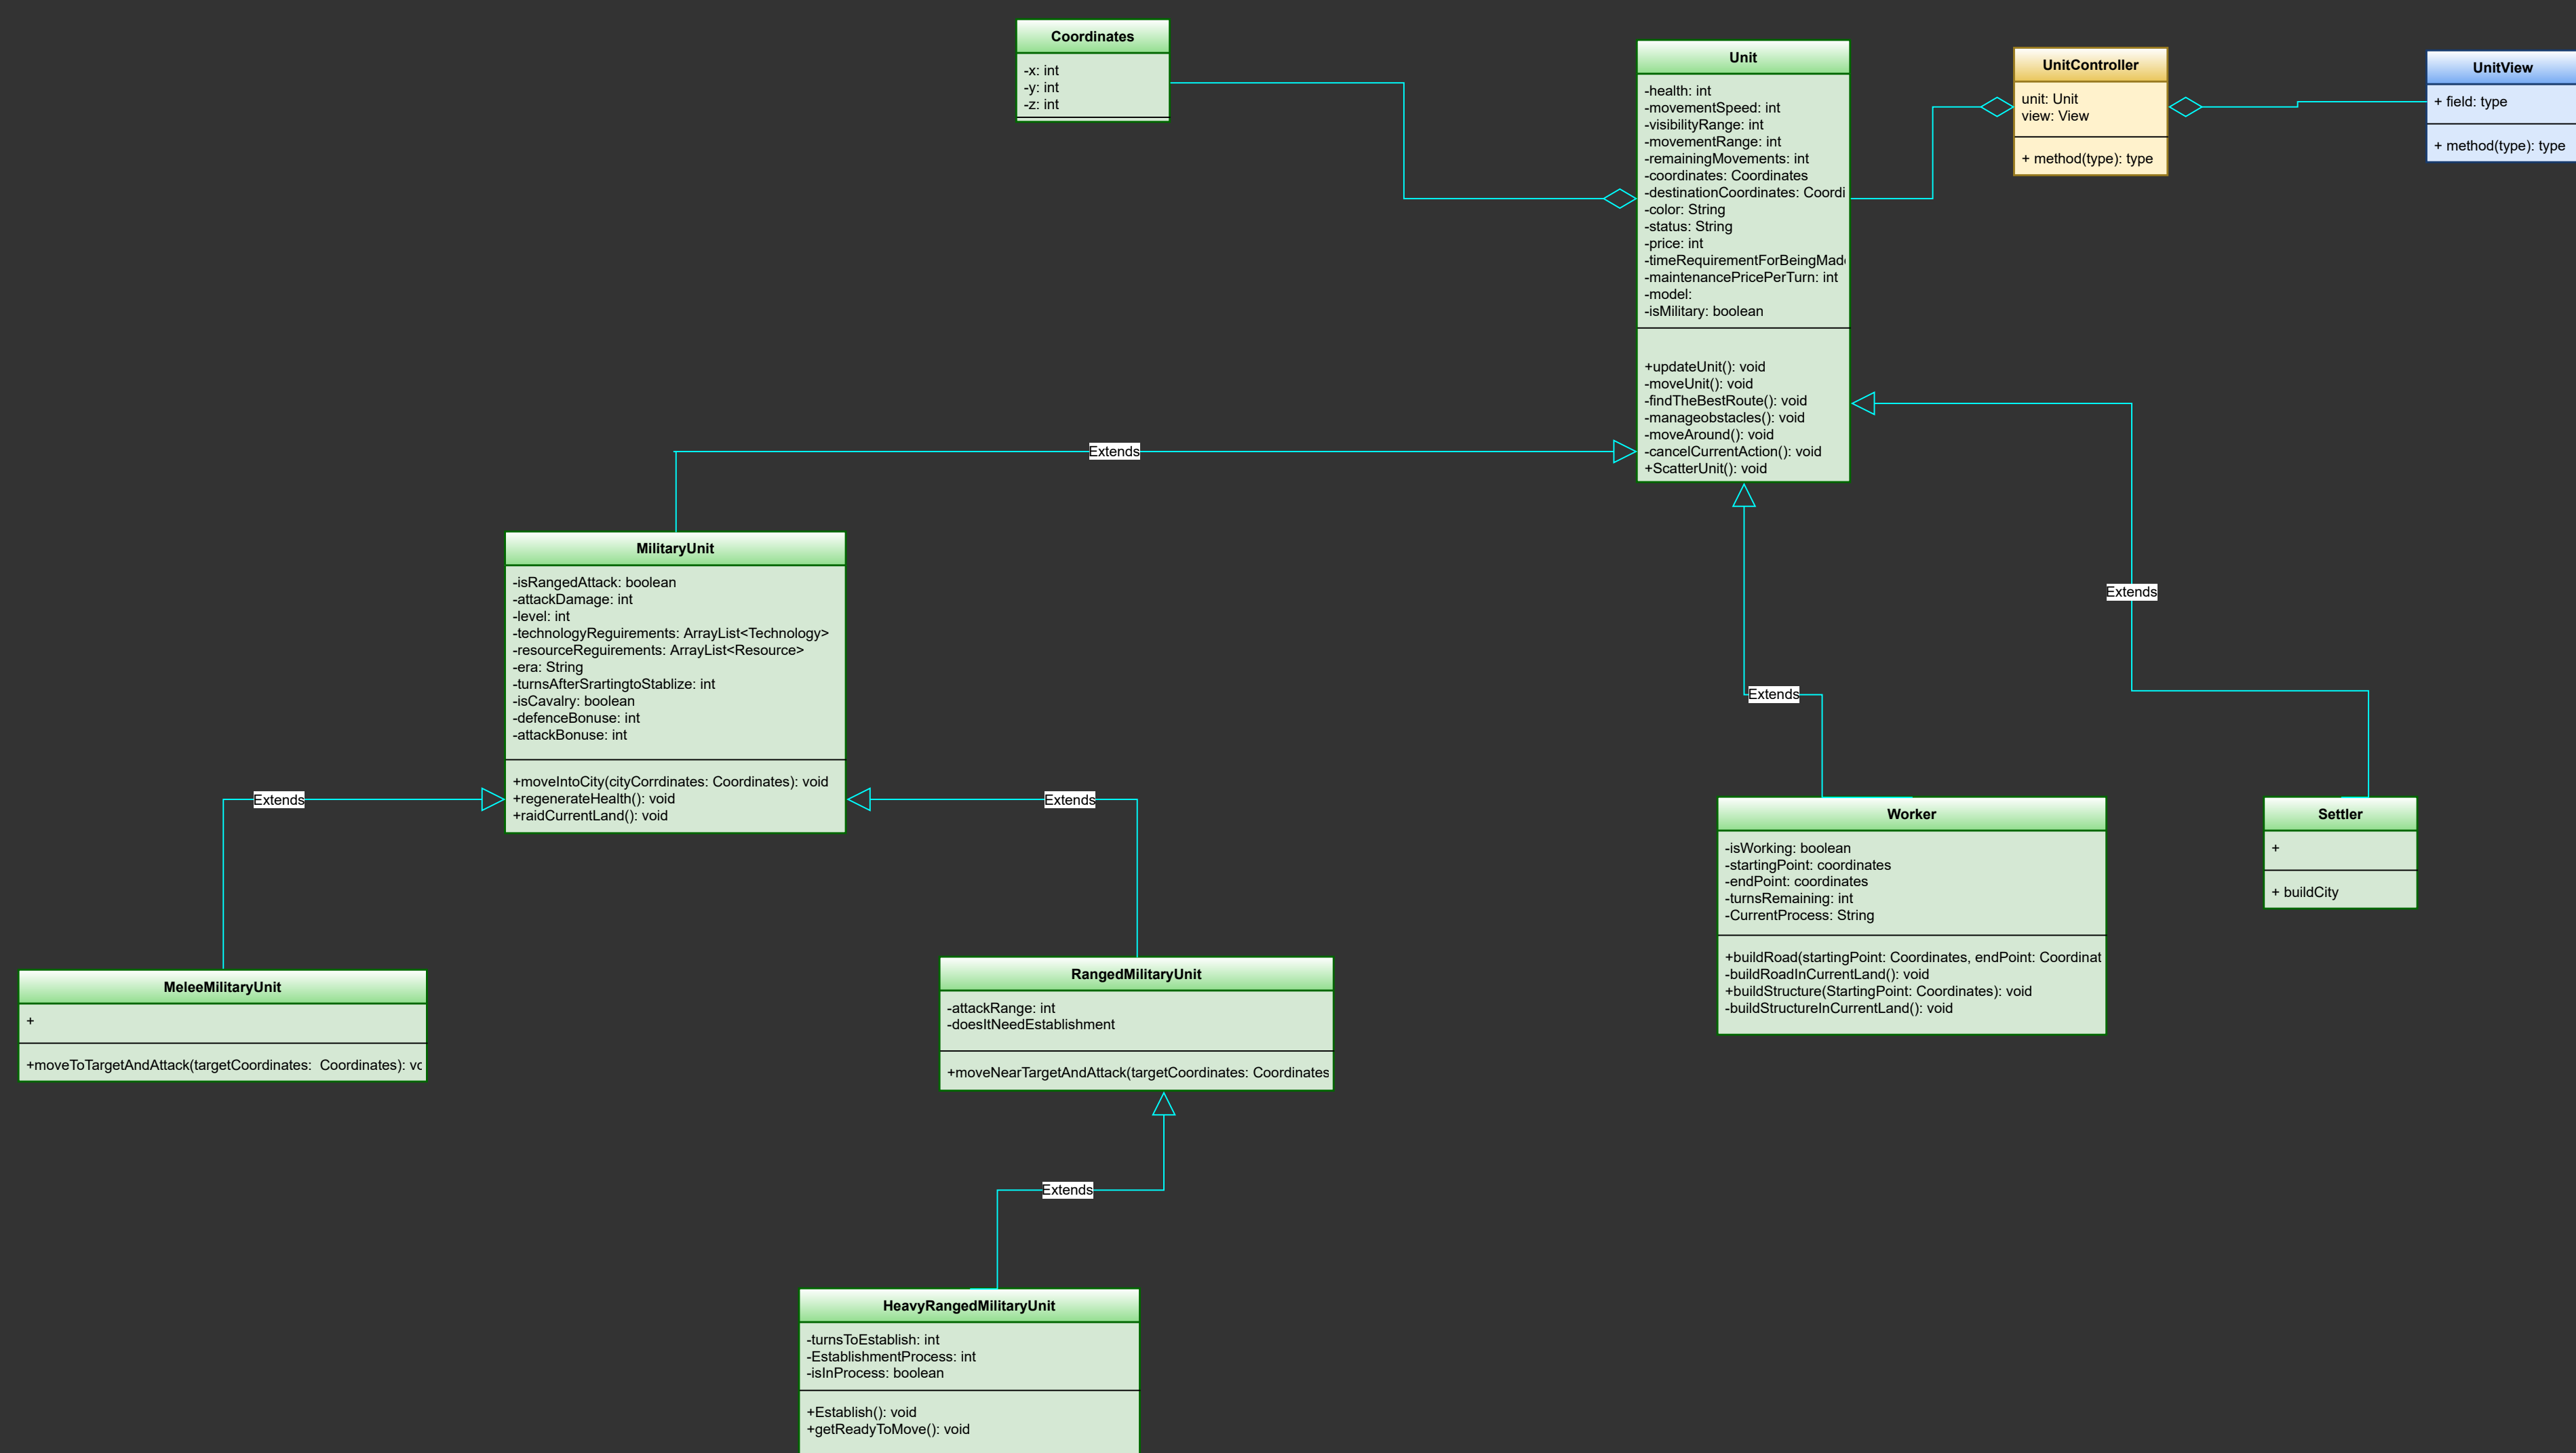 Coordinates
-x: int
-y: int
-z: int
Unit
-health: int
-movementSpeed: int
-visibilityRange: int
-movementRange: int
-remainingMovements: int
-coordinates: Coordinates
-destinationCoordinates: Coordi
-color: String
-status: String
-price: int
-timeRequirementForBeingMade
-maintenancePricePerTurn: int
-model:
-isMilitary: boolean
+updateUnit(): void
-moveUnit(): void
-findTheBestRoute(): void
-manageobstacles(): void
-moveAround(): void
-cancelCurrentAction(): void
+ScatterUnit(): void
UnitController
unit: Unit
view: View
+ method(type): type
UnitView
+ field: type
+ method(type): type
Extends
Extends
Extends
MilitaryUnit
-isRangedAttack: boolean
-attackDamage: int
-level: int
-technologyReguirements: ArrayList<Technology>
-resourceReguirements: ArrayList<Resource>
-era: String
-turnsAfterSrartingtoStablize: int
-isCavalry: boolean
-defenceBonuse: int
-attackBonuse: int
+moveIntoCity(cityCorrdinates: Coordinates): void
+regenerateHealth(): void
+raidCurrentLand(): void
Extends
Extends
Worker
-isWorking: boolean
-startingPoint: coordinates
-endPoint: coordinates
-turnsRemaining: int
-CurrentProcess: String
+buildRoad(startingPoint: Coordinates, endPoint: Coordinat
-buildRoadInCurrentLand(): void
+buildStructure(StartingPoint: Coordinates): void
-buildStructureInCurrentLand(): void
Settler
+
+ buildCity
MeleeMilitaryUnit
+
+moveToTargetAndAttack(targetCoordinates:  Coordinates): vo
RangedMilitaryUnit
-attackRange: int
-doesItNeedEstablishment
+moveNearTargetAndAttack(targetCoordinates: Coordinates
Extends
HeavyRangedMilitaryUnit
-turnsToEstablish: int
-EstablishmentProcess: int
-isInProcess: boolean
+Establish(): void
+getReadyToMove(): void